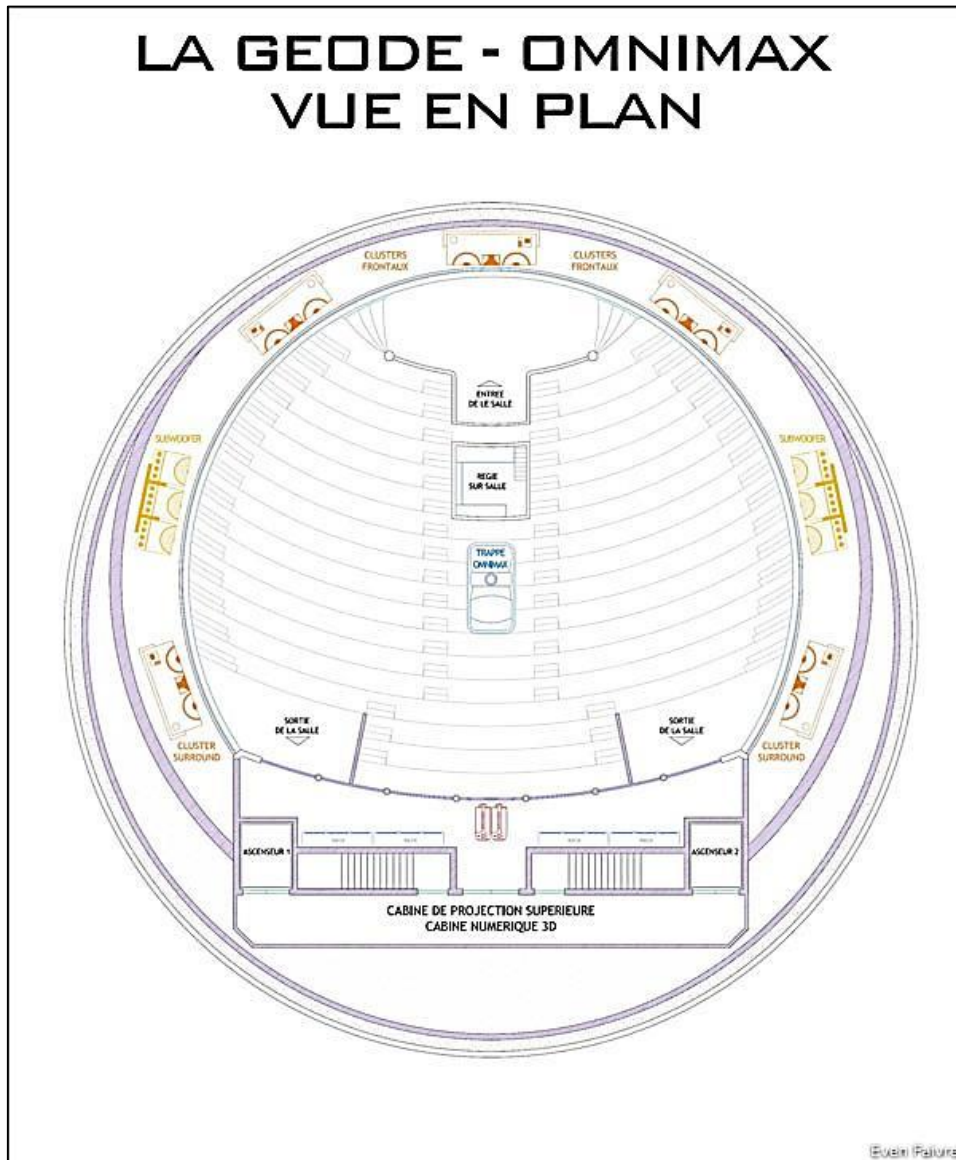 LA GEODE - OMNIMAX
VUE EN PLAN
CLUSTERS
FRONTAUX
CLUSTERS
FRONTAUX
ENTREE
DE LE SALLE
SUBWOOFER
SUBWOOFER
REGIE
SUR SALLE
TRAPPE
OMNIMAX
SORTIE
DE LA SALLE
SORTIE
DE LA SALLE
CLUSTER
SURROUND
CLUSTER
SURROUND
ASCENSEUR 1
ASCENSEUR 2
CABINE DE PROJECTION SUPERIEURE
CABINE NUMERIQUE 3D
Even Faivre